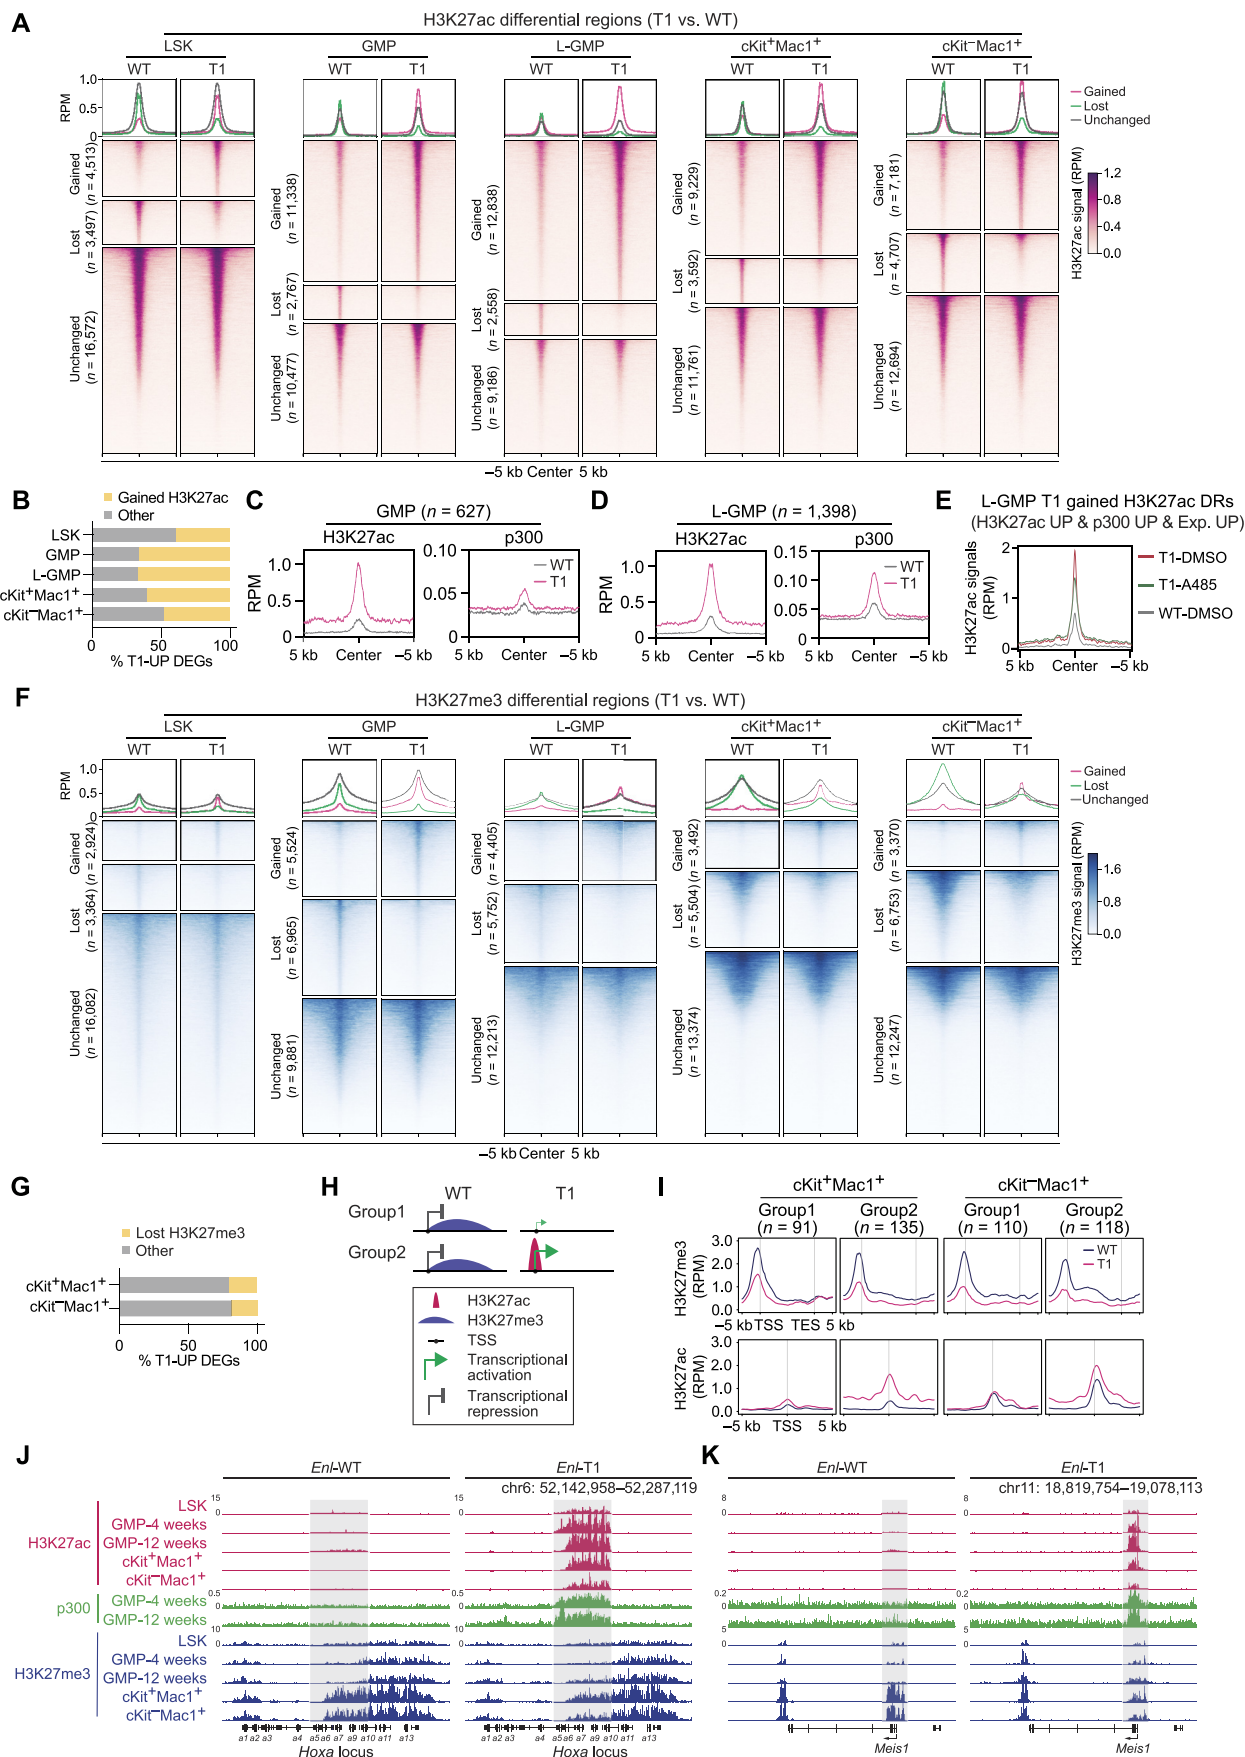 A
H3K27ac differential regions (T1 vs. WT)
LSK GMP L-GMP cKit+Mac1+ cKit−Mac1+
WT T1 WT T1 WT T1 WT T1 WT T1
RPM
1.0
0.5
0
Gained
Lost
Unchanged
Gained
(n = 4,513)
Lost
(n = 3,497)
Unchanged
(n = 16,572)
Gained
(n = 11,338)
Lost
(n = 2,767)
Unchanged
(n = 10,477)
Gained
(n = 12,838)
Lost
(n = 2,558)
Unchanged
(n = 9,186)
Gained
(n = 9,229)
Lost
(n = 3,592)
Unchanged
(n = 11,761)
Gained
(n = 7,181)
Lost
(n = 4,707)
Unchanged
(n = 12,694)
H3K27ac signal (RPM)
1.2
0.8
0.4
0.0
−5 kb Center 5 kb
B
Gained H3K27ac
Other
LSK
GMP
L-GMP
cKit+Mac1+
cKit−Mac1+
0 50 100
% T1-UP DEGs
C
GMP (n = 627)
H3K27ac p300
RPM
1.0
0.5
0
0.10
0.05
0
WT
T1
5 kb Center −5 kb 5 kb Center −5 kb
D
L-GMP (n = 1,398)
H3K27ac p300
RPM
1.0
0.5
0
0.15
0.10
0.05
0
WT
T1
5 kb Center −5 kb 5 kb Center −5 kb
E
L-GMP T1 gained H3K27ac DRs
(H3K27ac UP & p300 UP & Exp. UP)
H3K27ac signals
(RPM)
2
1
0
T1-DMSO
T1-A485
WT-DMSO
5 kb Center −5 kb
F
H3K27me3 differential regions (T1 vs. WT)
LSK GMP L-GMP cKit+Mac1+ cKit−Mac1+
WT T1 WT T1 WT T1 WT T1 WT T1
RPM
1.0
0.5
0
Gained
Lost
Unchanged
Gained
(n = 2,924)
Lost
(n = 3,364)
Unchanged
(n = 16,082)
Gained
(n = 5,524)
Lost
(n = 6,965)
Unchanged
(n = 9,881)
Gained
(n = 4,405)
Lost
(n = 5,752)
Unchanged
(n = 12,213)
Gained
(n = 3,492)
Lost
(n = 5,504)
Unchanged
(n = 13,374)
Gained
(n = 3,370)
Lost
(n = 6,753)
Unchanged
(n = 12,247)
H3K27me3 signal (RPM)
1.6
0.8
0.0
−5 kb Center 5 kb
G
Lost H3K27me3
Other
cKit+Mac1+
cKit−Mac1+
0 50 100
% T1-UP DEGs
H
WT T1
Group1
Group2
H3K27ac
H3K27me3
TSS
Transcriptional
activation
Transcriptional
repression
I
cKit+Mac1+ cKit−Mac1+
Group1 Group2 Group1 Group2
(n = 91) (n = 135) (n = 110) (n = 118)
H3K27me3
(RPM)
3.0
2.0
1.0
0.0
WT
T1
−5 kb TSS TES 5 kb
H3K27ac
(RPM)
3.0
2.0
1.0
0.0
−5 kb TSS 5 kb
J
Enl-WT Enl-T1
chr6: 52,142,958–52,287,119
H3K27ac
LSK
GMP-4 weeks
GMP-12 weeks
cKit+Mac1+
cKit−Mac1+
p300
GMP-4 weeks
GMP-12 weeks
H3K27me3
LSK
GMP-4 weeks
GMP-12 weeks
cKit+Mac1+
cKit−Mac1+
15 15
0 0
0.5 0.5
0 0
10 10
0 0
a1 a2 a3 a4 a5 a6 a7 a9 a10 a11 a13 a1 a2 a3 a4 a5 a6 a7 a9 a10 a11 a13
Hoxa locus Hoxa locus
K
Enl-WT Enl-T1
chr11: 18,819,754–19,078,113
8 8
0 0
0.2 0.2
0 0
5 5
0 0
Meis1 Meis1